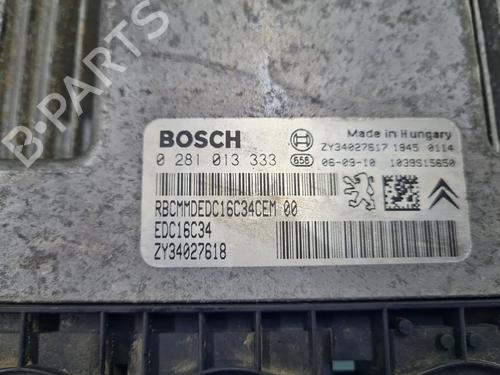 B-PARTS
BOSCH
Made in Hungary
ZY34027617 1845 0114
0 281 013 333 658 06-09-10 1039S15650
RBCMMDEDC16C34CEM 00
EDC16C34
ZY34027618